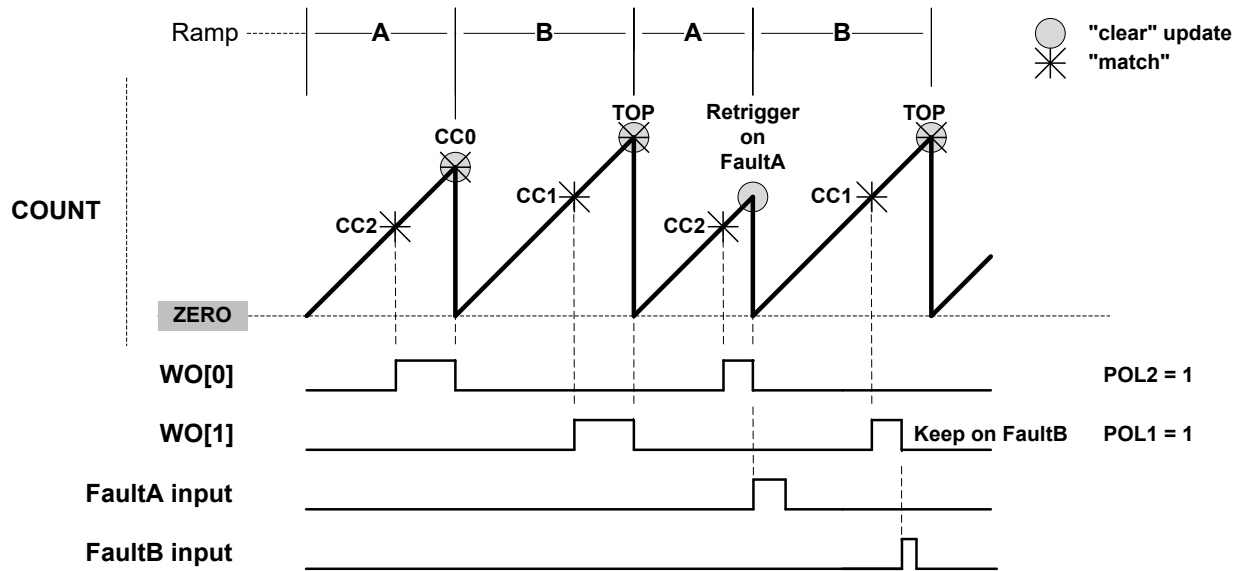 Ramp A B A B
"clear" update
"match"
CC0
TOP
Retrigger
on
FaultA
TOP
CC2
CC1
CC2
CC1
COUNT
ZERO
WO[0] POL2 = 1
WO[1] Keep on FaultB POL1 = 1
FaultA input
FaultB input